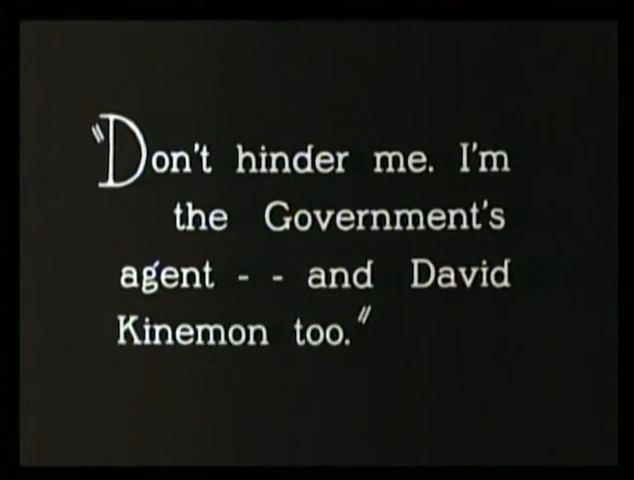 "Don't hinder me. I'm
the Government's
agent - - and David
Kinemon too."